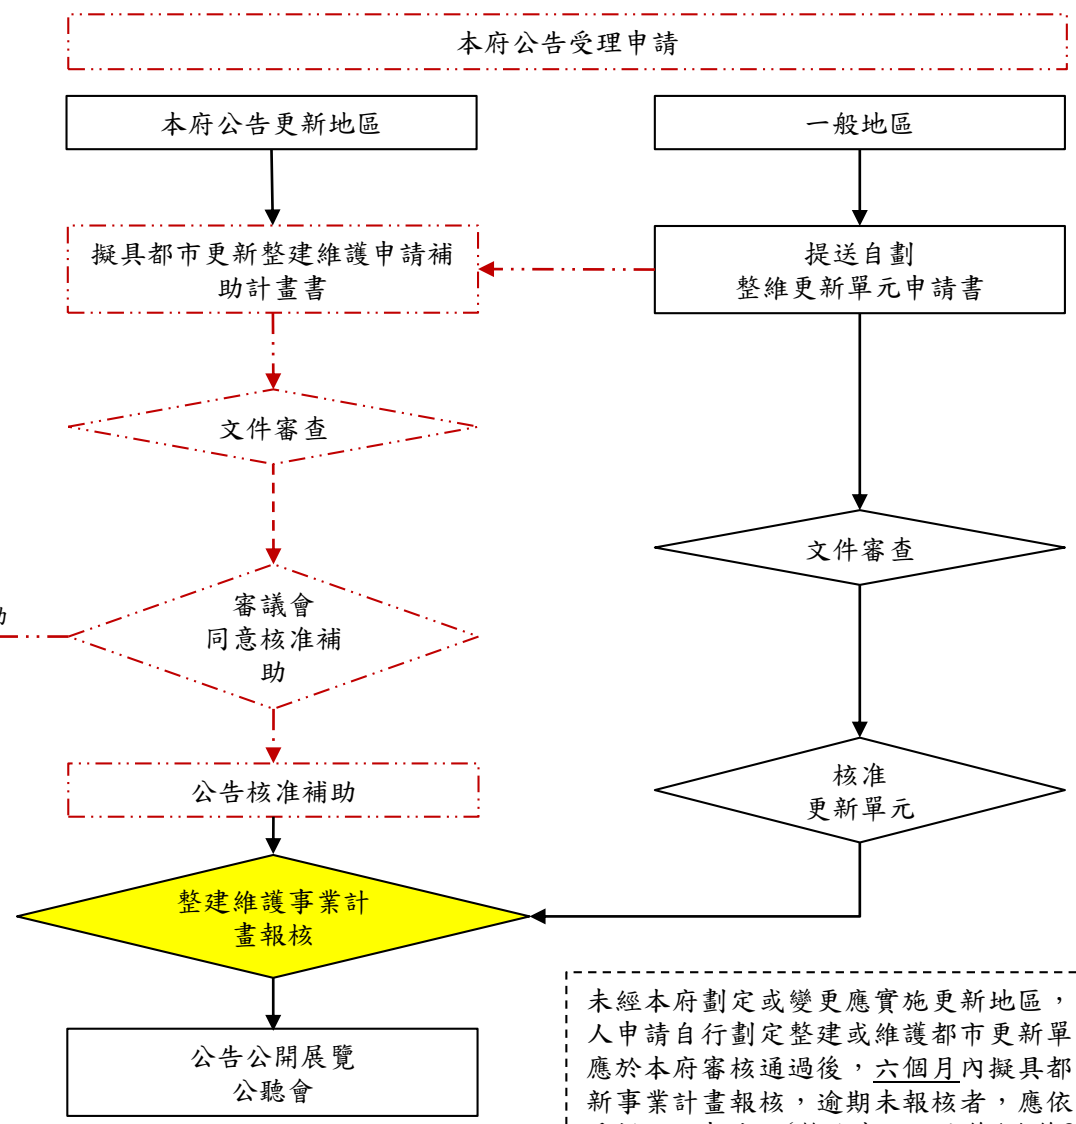 本府公告受理申請
本府公告更新地區
一般地區
擬具都市更新整建維護申請補
助計畫書
提送自劃
整維更新單元申請書
文件審查
文件審查
審議會
同意核准補
助
核准
更新單元
公告核准補助
整建維護事業計
畫報核
公告公開展覽
公聽會
未經本府劃定或變更應實施更新地區，
人申請自行劃定整建或維護都市更新單
應於本府審核通過後，六個月內擬具都
新事業計畫報核，逾期未報核者，應依